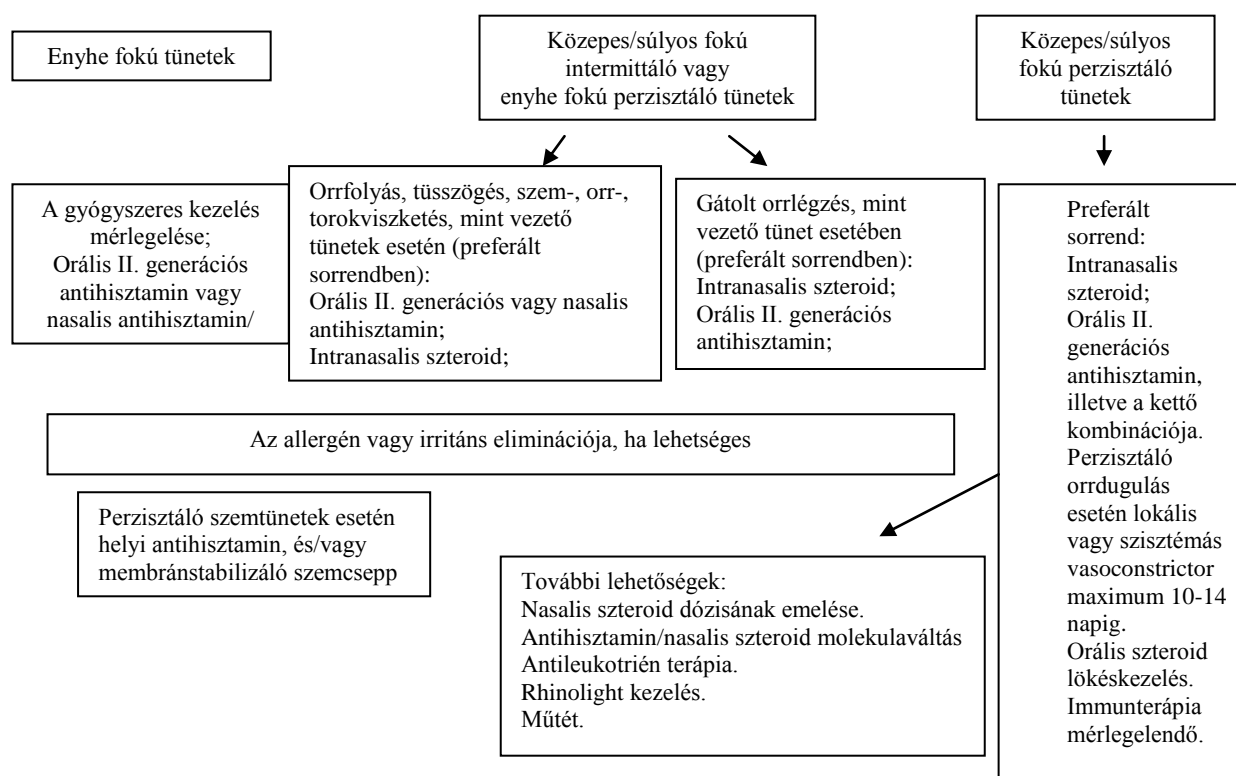 Enyhe fokú tünetek
Közepes/súlyos fokú
intermittáló vagy
enyhe fokú perzisztáló tünetek
Közepes/súlyos
fokú perzisztáló
tünetek
A gyógyszeres kezelés
mérlegelése;
Orális II. generációs
antihisztamin vagy
nasalis antihisztamin/
Orrfolyás, tüsszögés, szem-, orr-,
torokviszketés, mint vezető
tünetek esetén (preferált
sorrendben):
Orális II. generációs vagy nasalis
antihisztamin;
Intranasalis szteroid;
Gátolt orrlégzés, mint
vezető tünet esetében
(preferált sorrendben):
Intranasalis szteroid;
Orális II. generációs
antihisztamin;
Preferált
sorrend:
Intranasalis
szteroid;
Orális II.
generációs
antihisztamin,
illetve a kettő
kombinációja.
Perzisztáló
orrdugulás
esetén lokális
vagy szisztémás
vasoconstrictor
maximum 10-14
napig.
Orális szteroid
lökéskezelés.
Immunterápia
mérlegelendő.
Az allergén vagy irritáns eliminációja, ha lehetséges
Perzisztáló szemtünetek esetén
helyi antihisztamin, és/vagy
membránstabilizáló szemcsepp
További lehetőségek:
Nasalis szteroid dózisának emelése.
Antihisztamin/nasalis szteroid molekulaváltás
Antileukotrién terápia.
Rhinolight kezelés.
Műtét.